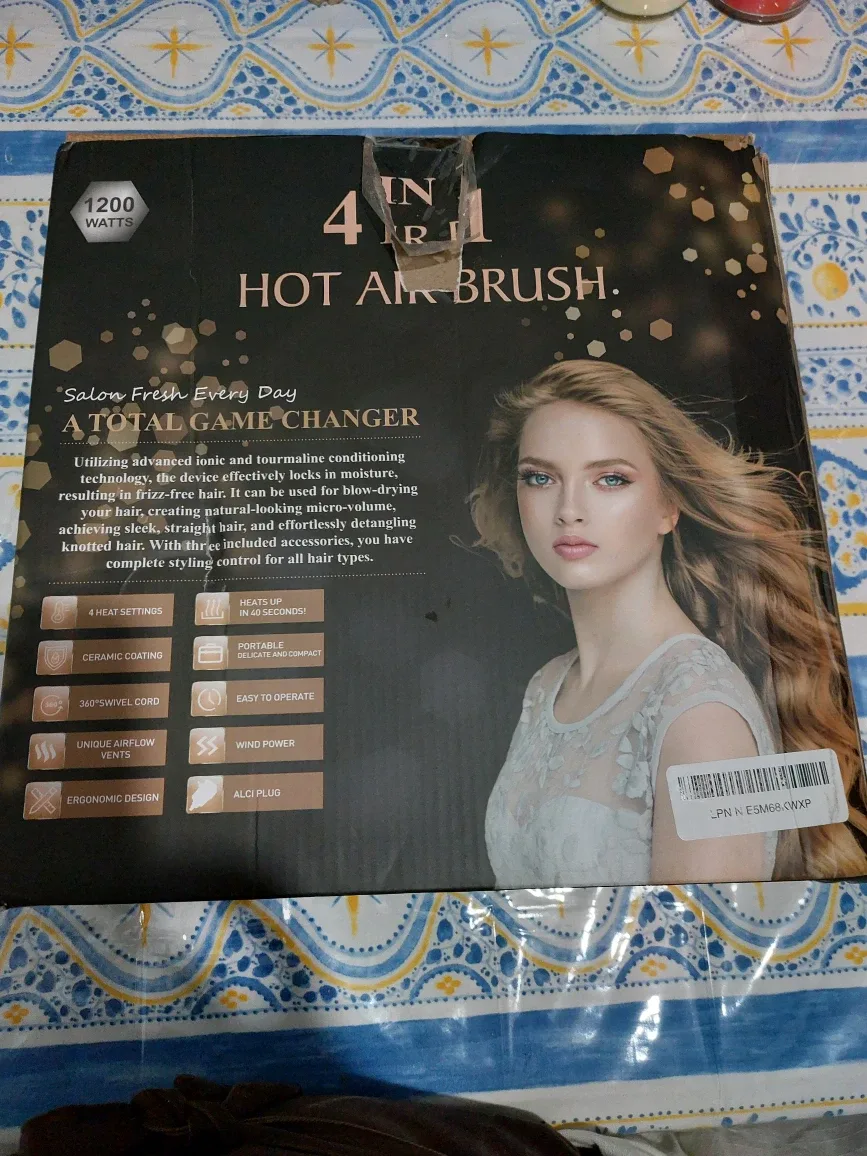 1200
WATTS
4 IN 1
HOT AIR BRUSH
Salon Fresh Every Day
A TOTAL GAME CHANGER
Utilizing advanced ionic and tourmaline conditioning
technology, the device effectively locks in moisture,
resulting in frizz-free hair. It can be used for blow-drying
your hair, creating natural-looking micro-volume,
achieving sleek, straight hair, and effortlessly detangling
knotted hair. With three included accessories, you have
complete styling control for all hair types.
4 HEAT SETTINGS
HEATS UP
IN 40 SECONDS!
CERAMIC COATING
PORTABLE
DELICATE AND COMPACT
360°
360°SWIVEL CORD
EASY TO OPERATE
UNIQUE AIRFLOW
VENTS
WIND POWER
ERGONOMIC DESIGN
ALCI PLUG